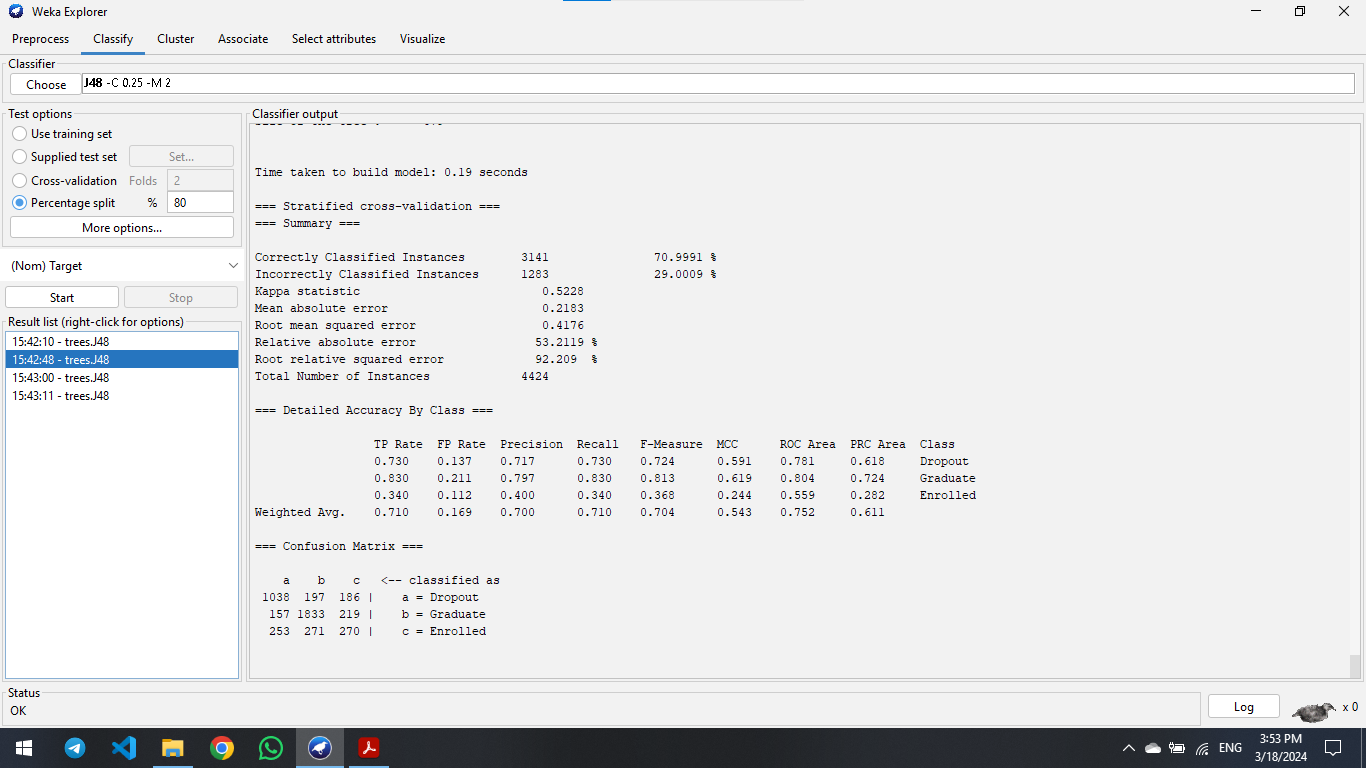 Weka Explorer
Preprocess Classify Cluster Associate Select attributes Visualize
Classifier
Choose J48 -C 0.25 -M 2
Test options
Use training set
Supplied test set Set...
Cross-validation Folds 2
Percentage split % 80
More options...
(Nom) Target
Start Stop
Result list (right-click for options)
15:42:10 - trees.J48
15:42:48 - trees.J48
15:43:00 - trees.J48
15:43:11 - trees.J48
Classifier output
Time taken to build model: 0.19 seconds
=== Stratified cross-validation ===
=== Summary ===
Correctly Classified Instances 3141 70.9991 %
Incorrectly Classified Instances 1283 29.0009 %
Kappa statistic 0.5228
Mean absolute error 0.2183
Root mean squared error 0.4176
Relative absolute error 53.2119 %
Root relative squared error 92.209 %
Total Number of Instances 4424
=== Detailed Accuracy By Class ===
TP Rate FP Rate Precision Recall F-Measure MCC ROC Area PRC Area Class
0.730 0.137 0.717 0.730 0.724 0.591 0.781 0.618 Dropout
0.830 0.211 0.797 0.830 0.813 0.619 0.804 0.724 Graduate
0.340 0.112 0.400 0.340 0.368 0.244 0.559 0.282 Enrolled
Weighted Avg. 0.710 0.169 0.700 0.710 0.704 0.543 0.752 0.611
=== Confusion Matrix ===
a b c <-- classified as
1038 197 186 | a = Dropout
157 1833 219 | b = Graduate
253 271 270 | c = Enrolled
Status
OK
Log x 0
ENG
3:53 PM
3/18/2024